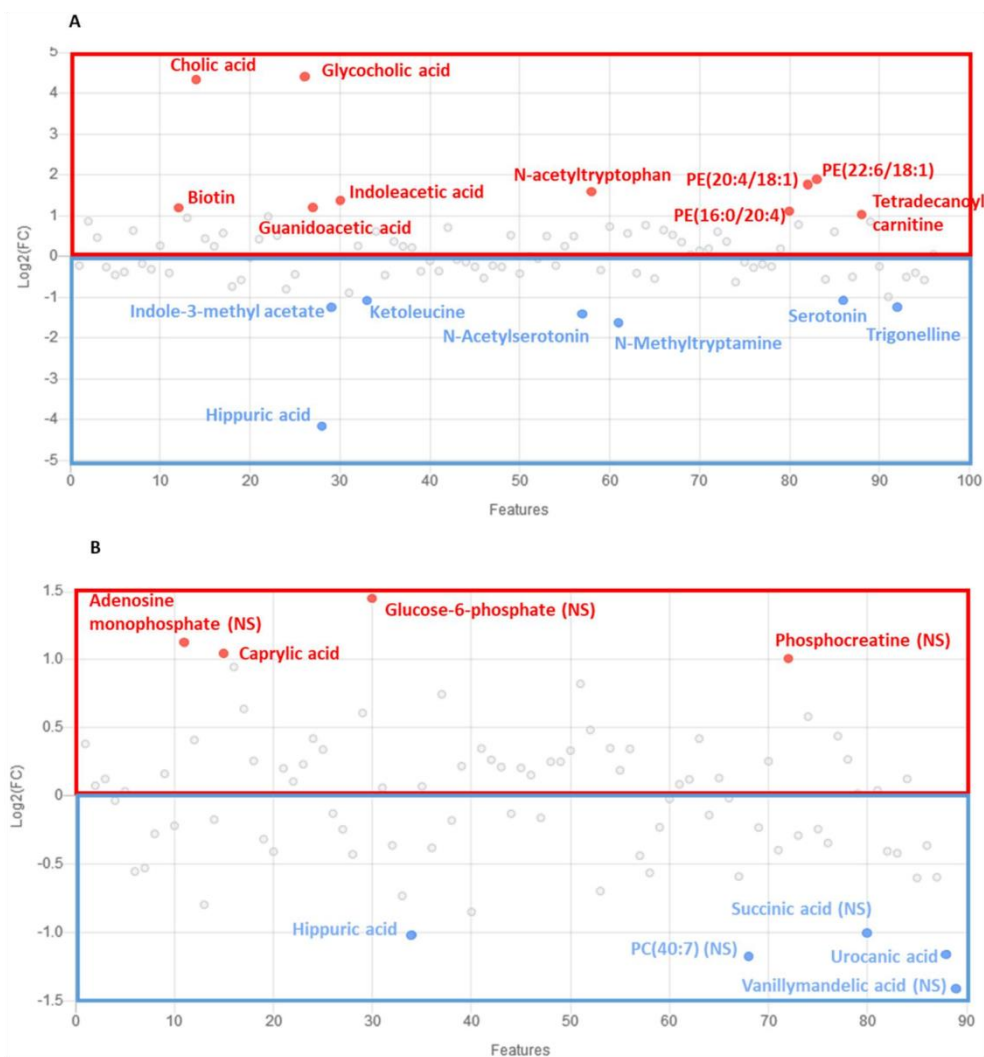 A
Log2(FC)
5
4
3
2
1
0
-1
-2
-3
-4
-5
Cholic acid
Glycocholic acid
Biotin
Guanidoacetic acid
Indoleacetic acid
N-acetyltryptophan
PE(20:4/18:1)
PE(22:6/18:1)
PE(16:0/20:4)
Tetradecanoyl
carnitine
Indole-3-methyl acetate
Ketoleucine
N-Acetylserotonin
N-Methyltryptamine
Serotonin
Trigonelline
Hippuric acid
0 10 20 30 40 50 60 70 80 90 100
Features
B
Log2(FC)
1.5
1.0
0.5
0
-0.5
-1.0
-1.5
Adenosine
monophosphate (NS)
Caprylic acid
Glucose-6-phosphate (NS)
Phosphocreatine (NS)
Hippuric acid
Succinic acid (NS)
PC(40:7) (NS)
Urocanic acid
Vanillymandelic acid (NS)
0 10 20 30 40 50 60 70 80 90
Features